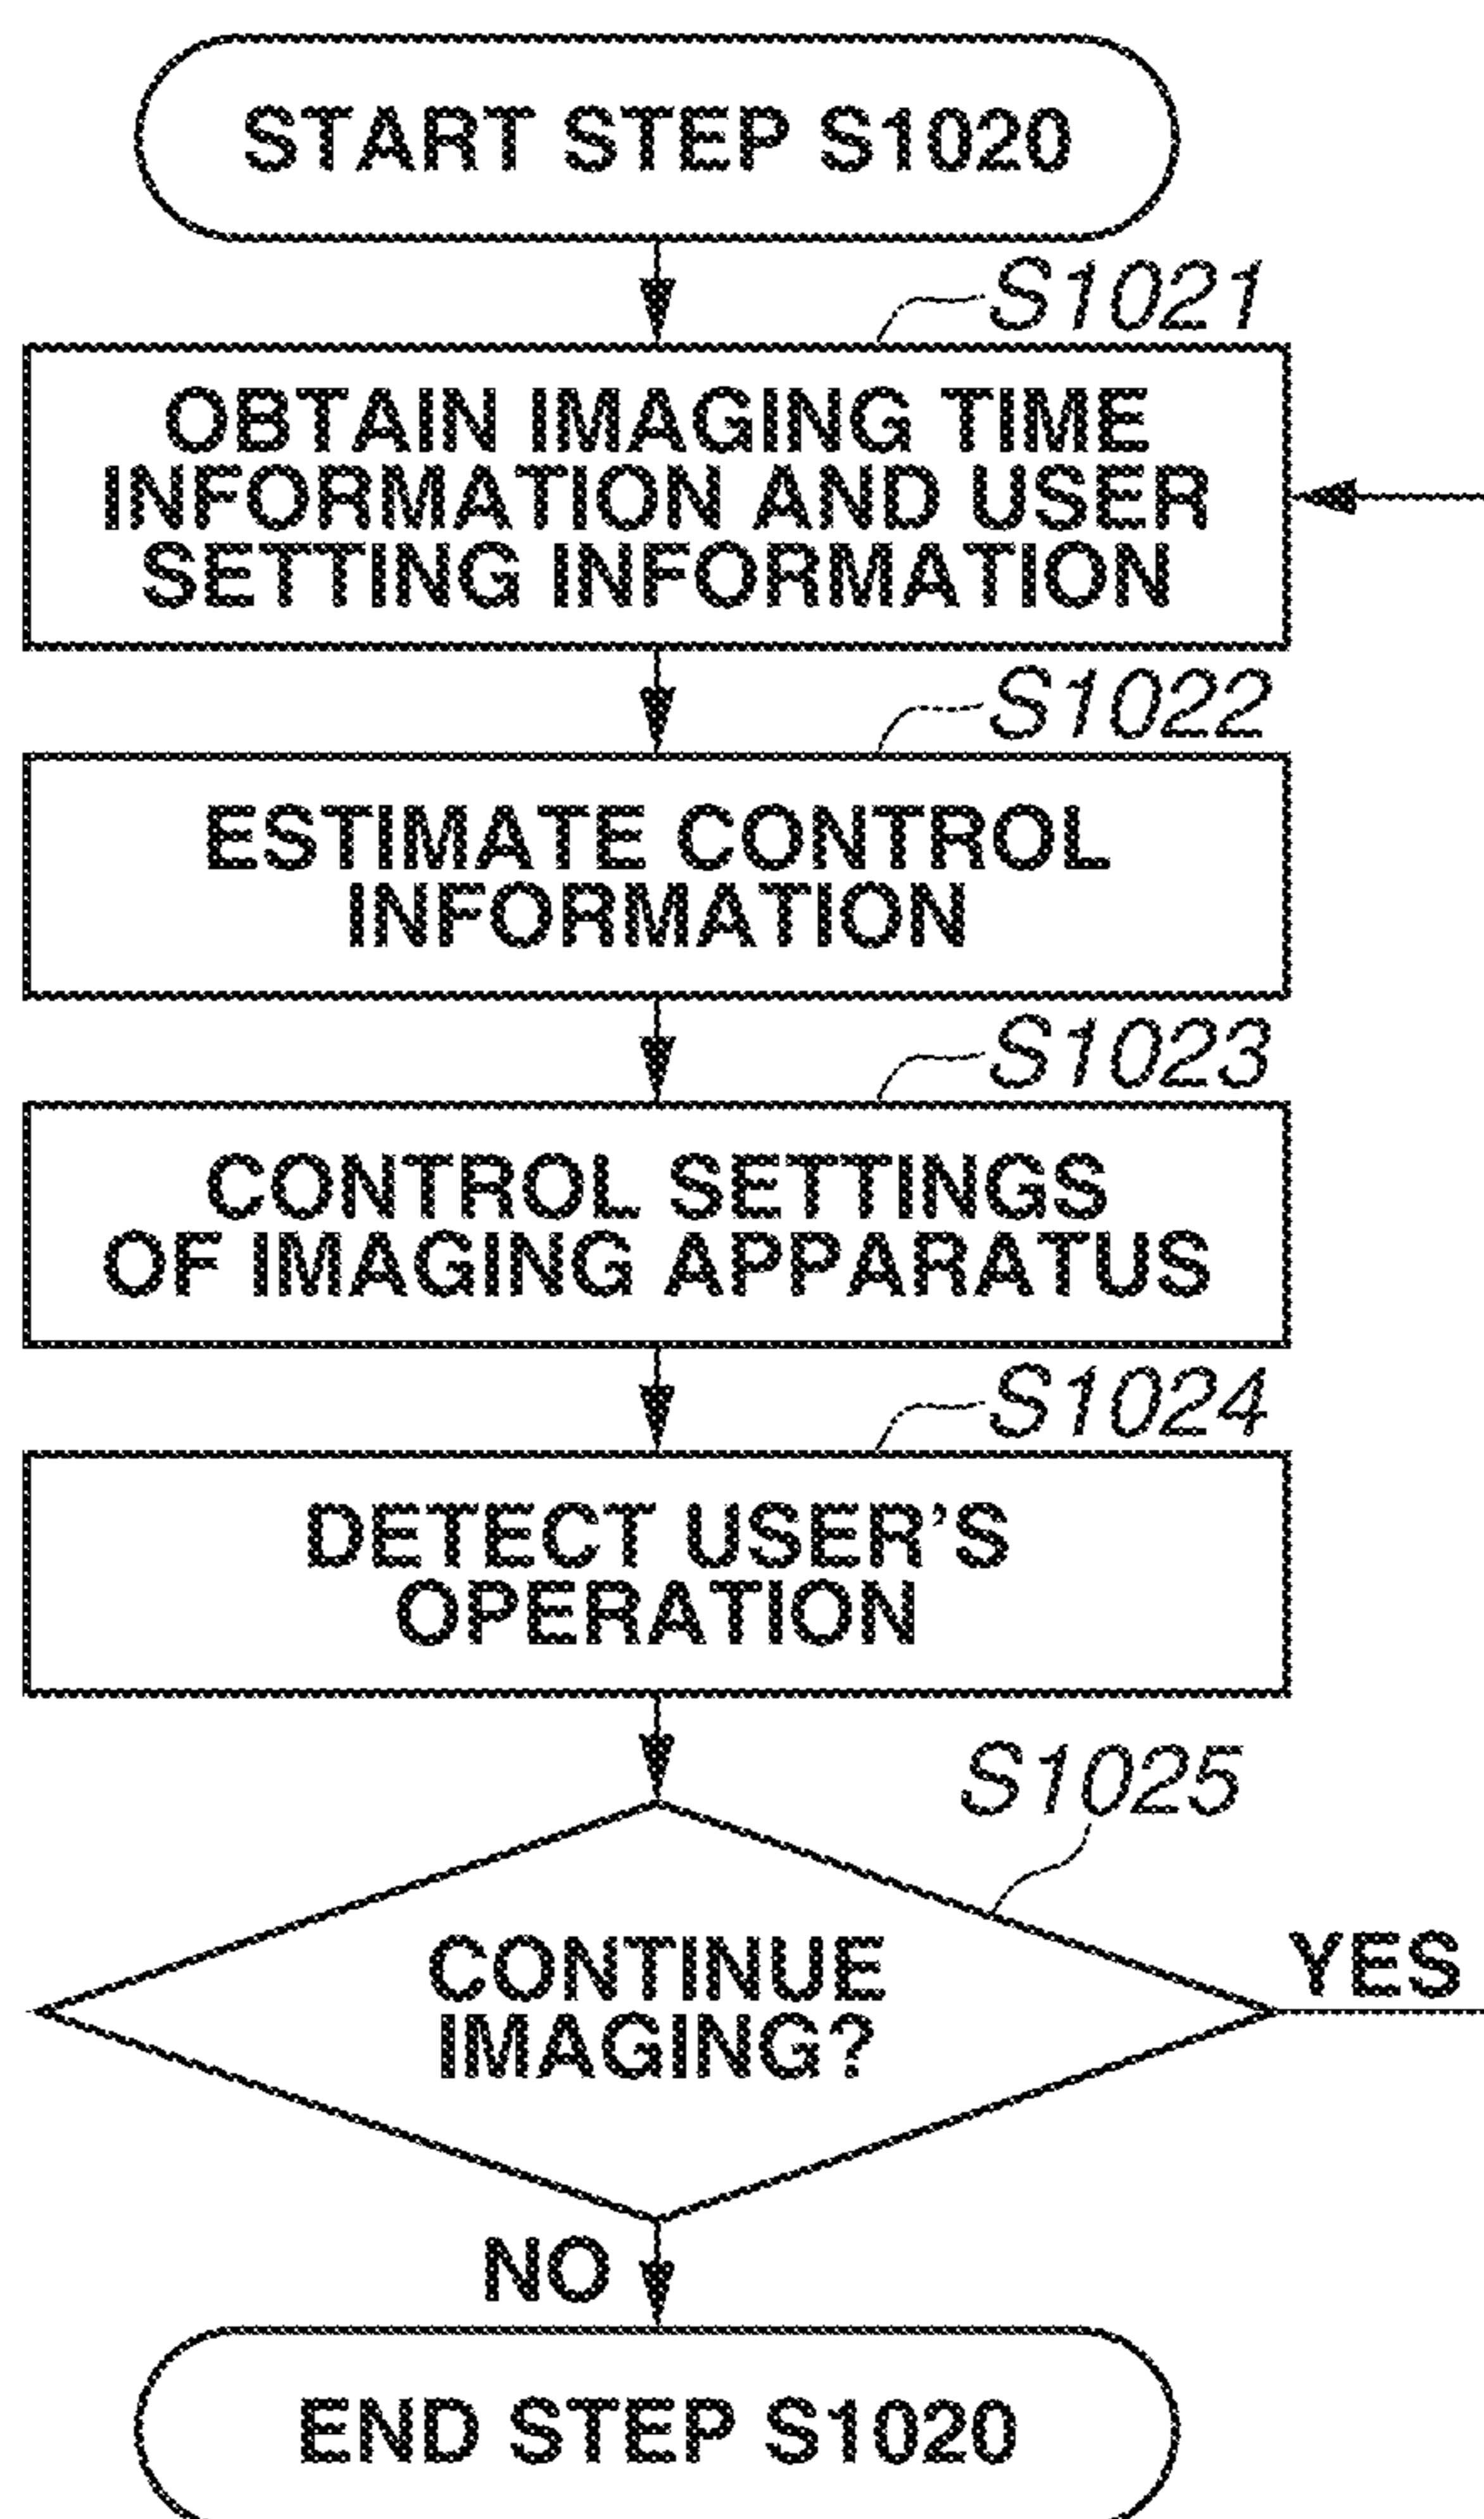 START STEP S1020
S1021
OBTAIN IMAGING TIME
INFORMATION AND USER
SETTING INFORMATION
S1022
ESTIMATE CONTROL
INFORMATION
S1023
CONTROL SETTINGS
OF IMAGING APPARATUS
S1024
DETECT USER'S
OPERATION
S1025
CONTINUE
IMAGING?
YES
NO
END STEP S1020